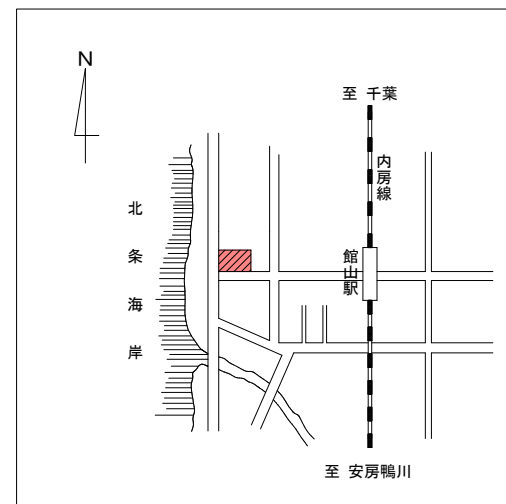 N
至 千葉
内房線
館山駅
北条海岸
至 安房鴨川